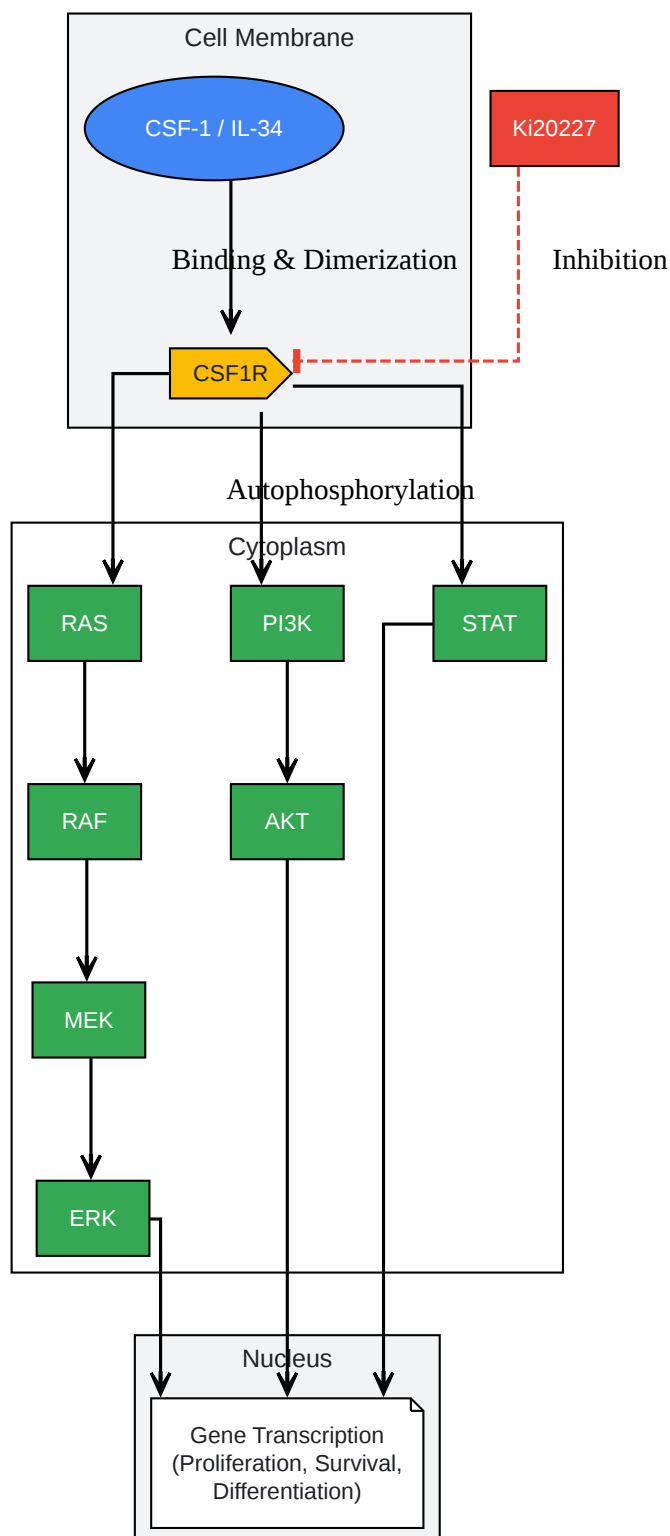 Cell Membrane
CSF-1 / IL-34
Ki20227
Binding & Dimerization
Inhibition
CSF1R
Autophosphorylation
Cytoplasm
RAS
PI3K
STAT
RAF
AKT
MEK
ERK
Nucleus
Gene Transcription
(Proliferation, Survival,
Differentiation)